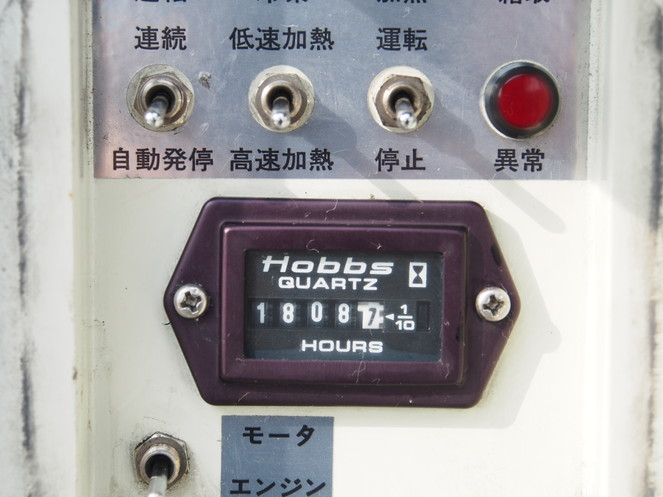 連続 低速加熱 運転
自動発停 高速加熱 停止 異常
Hobbs
QUARTZ
1 8 0 8 7 ◄ 1/10
HOURS
モータ
エンジン